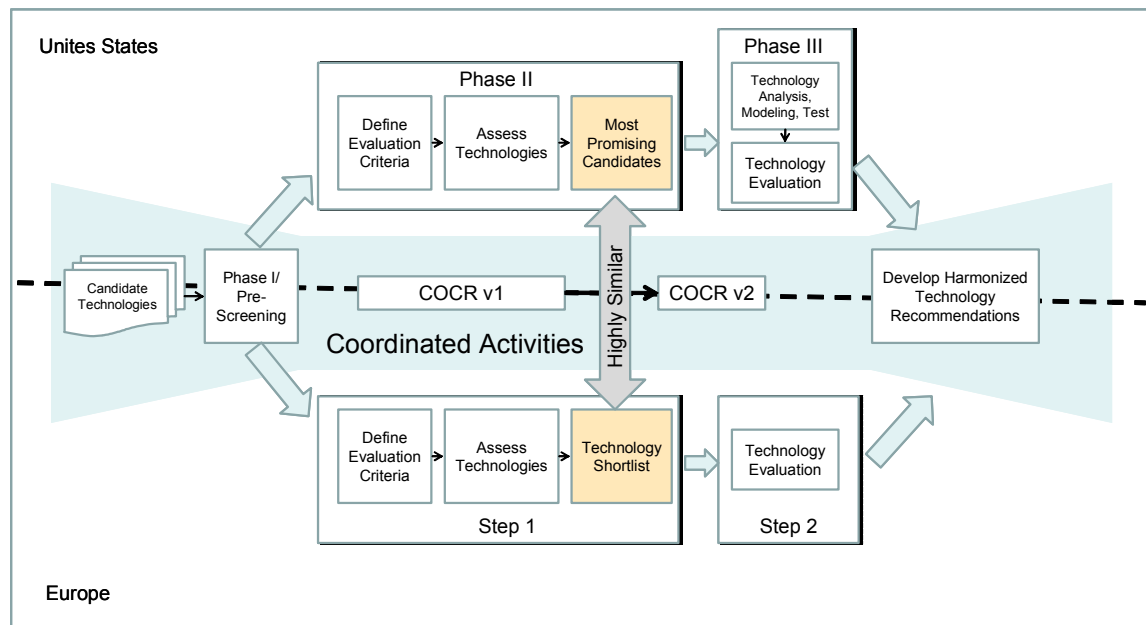 Unites States
Phase II
Define
Evaluation
Criteria
Assess
Technologies
Most
Promising
Candidates
Phase III
Technology
Analysis,
Modeling, Test
Technology
Evaluation
Candidate
Technologies
Phase I/
Pre-
Screening
COCR v1
COCR v2
Highly Similar
Coordinated Activities
Develop Harmonized
Technology
Recommendations
Define
Evaluation
Criteria
Assess
Technologies
Technology
Shortlist
Step 1
Technology
Evaluation
Step 2
Europe